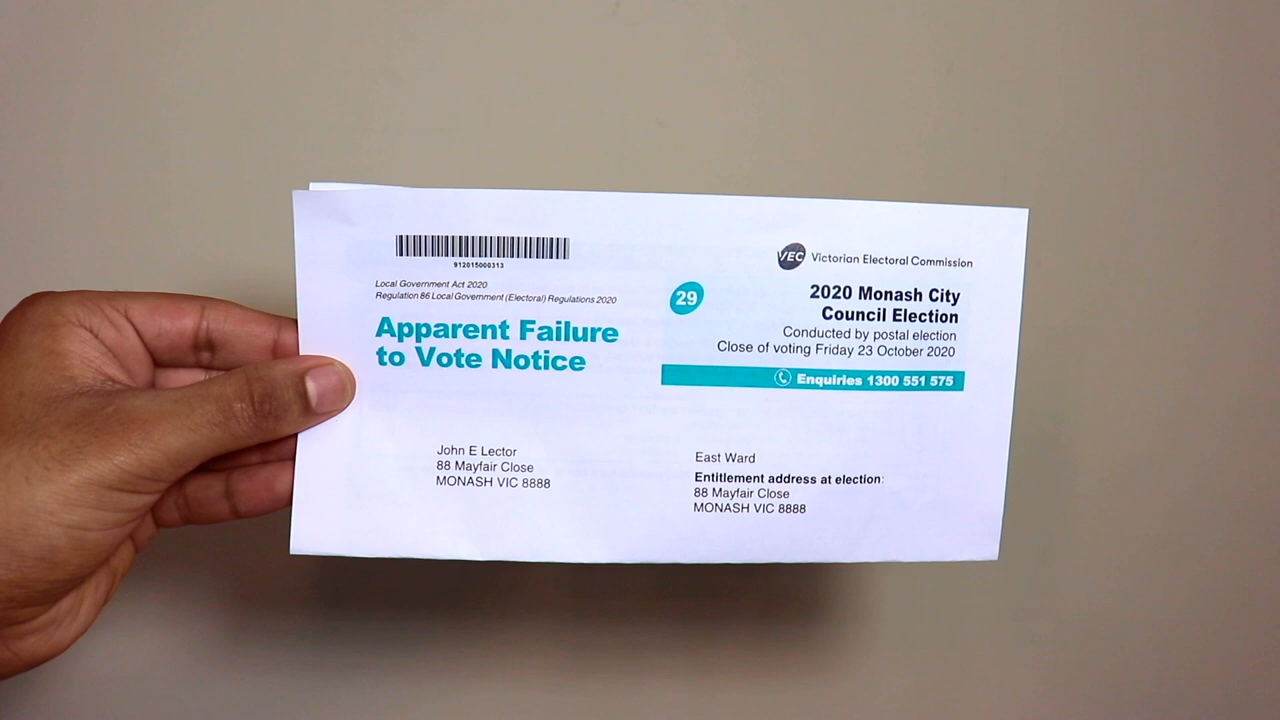 912015000313
Local Government Act 2020
Regulation 86 Local Government (Electoral) Regulations 2020
Apparent Failure
to Vote Notice
John E Lector
88 Mayfair Close
MONASH VIC 8888
VEC Victorian Electoral Commission
29
2020 Monash City
Council Election
Conducted by postal election
Close of voting Friday 23 October 2020
Enquiries 1300 551 575
East Ward
Entitlement address at election:
88 Mayfair Close
MONASH VIC 8888